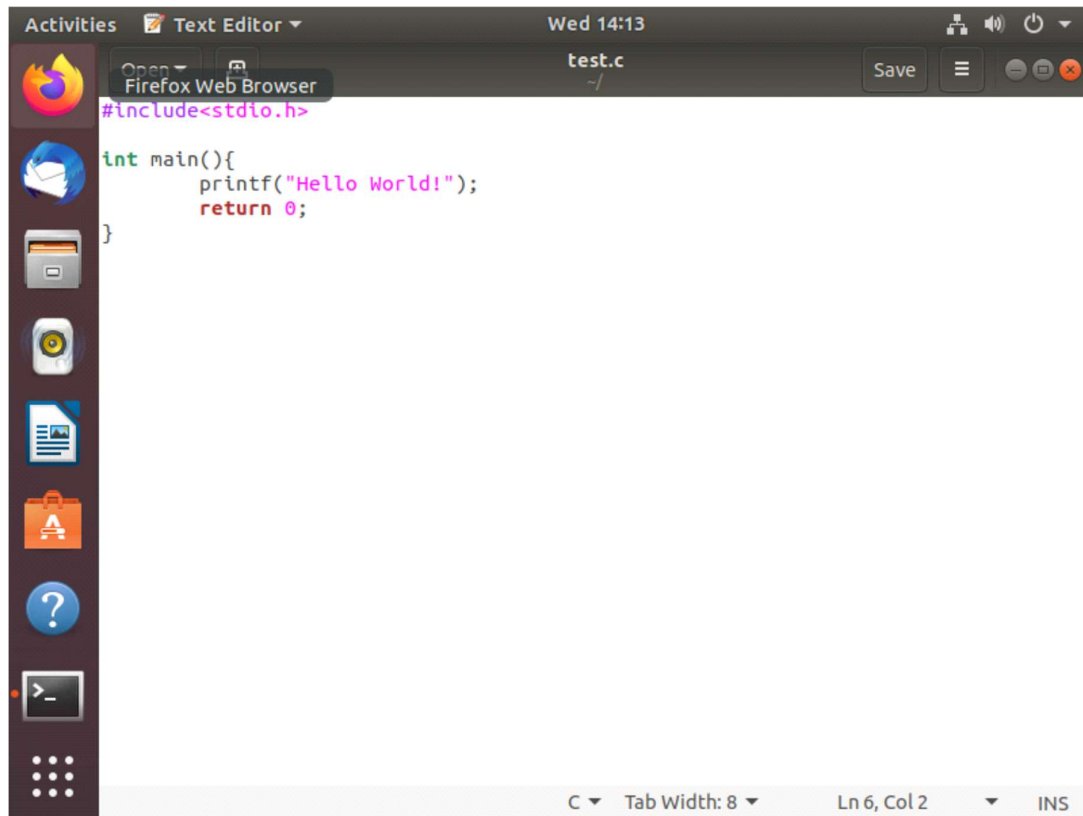 Activities Text Editor Wed 14:13
Open test.c Save
~/
Firefox Web Browser
#include<stdio.h>
int main(){
printf("Hello World!");
return 0;
}
C Tab Width: 8 Ln 6, Col 2 INS